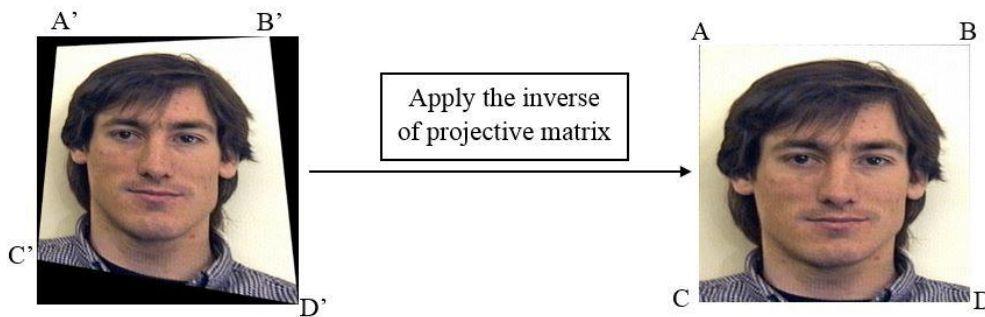 A’
B’
A
B
Apply the inverse
of projective matrix
C’
D’
C
D